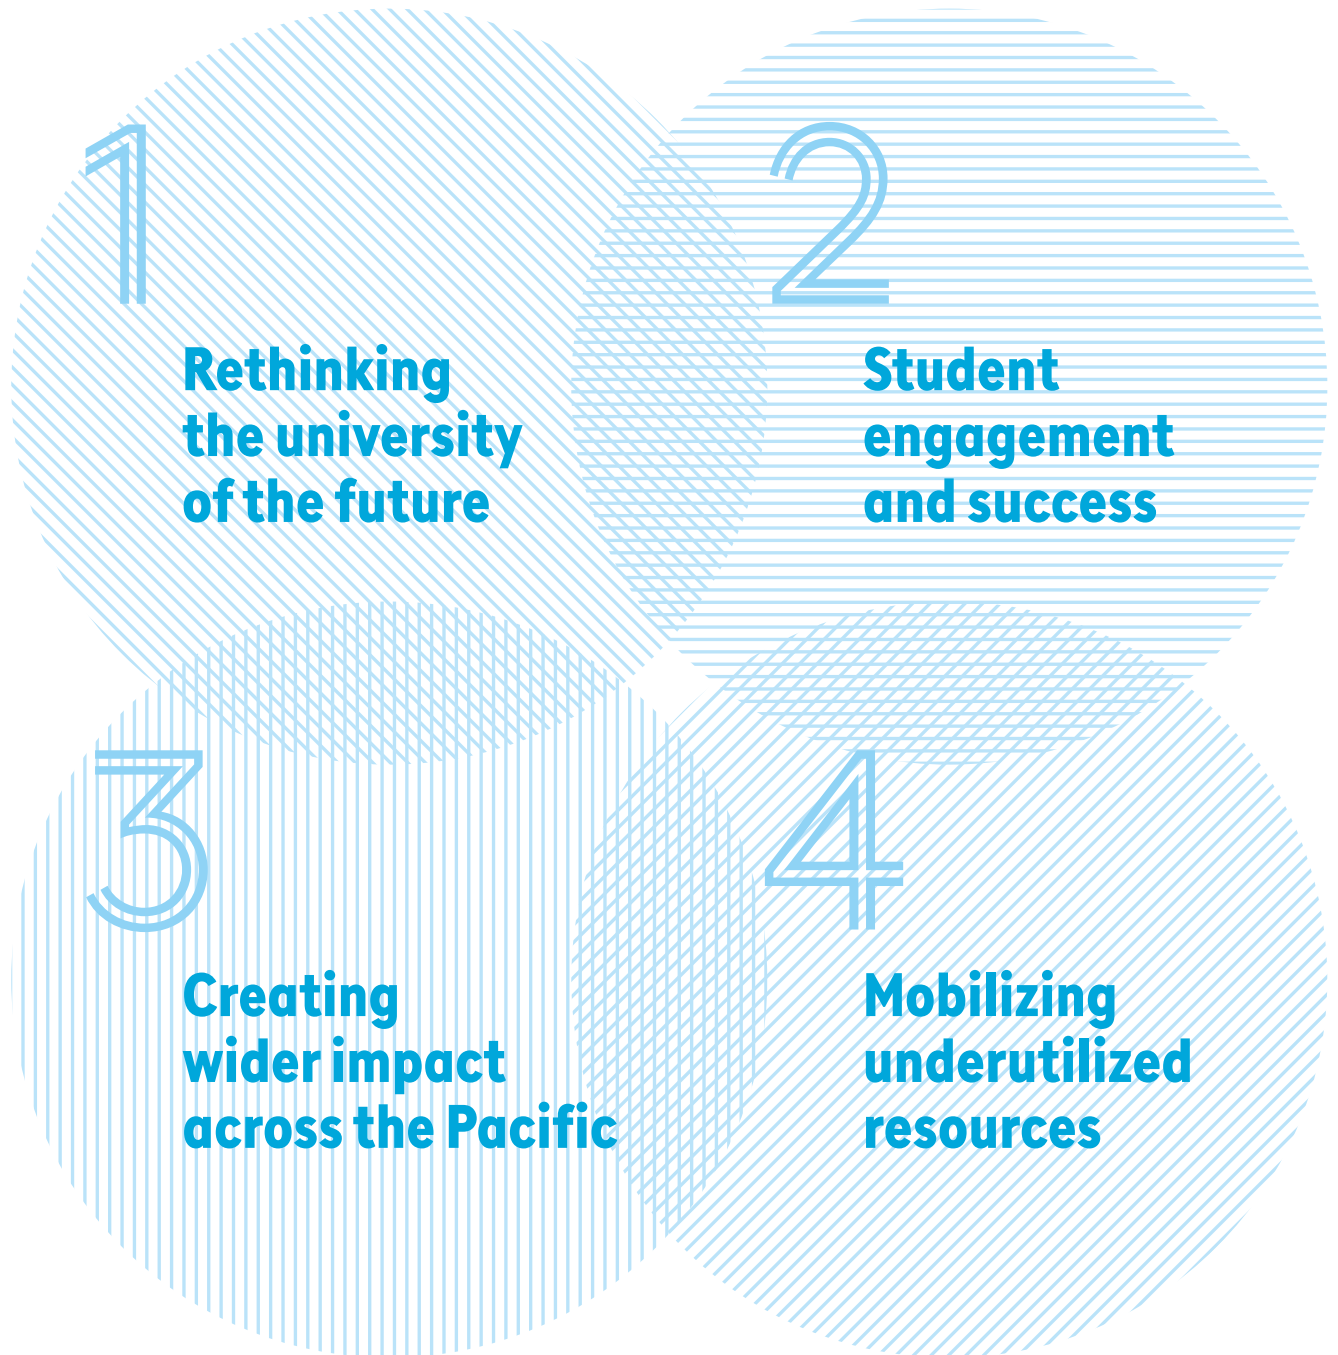 1
Rethinking
the university
of the future
2
Student
engagement
and success
3
Creating
wider impact
across the Pacific
4
Mobilizing
underutilized
resources